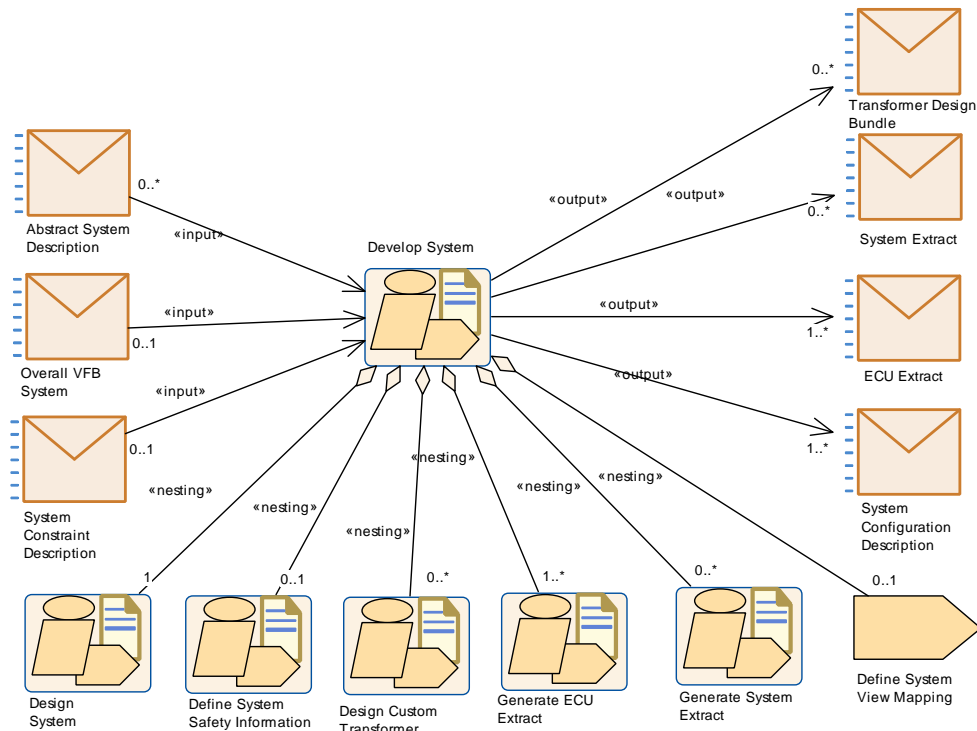 0..*
Transformer Design
Bundle
0..*
«output»
«output»
0..*
Abstract System
Description
«input»
System Extract
Develop System
«input»
0..1
«output»
1..*
Overall VFB
System
ECU Extract
«input»
0..1
«output»
1..*
«nesting»
«nesting»
«nesting»
«nesting»
«nesting»
System
Constraint
Description
System
Configuration
Description
1
0..1
0..*
1..*
0..*
0..1
Design
System
Define System
Safety Information
Design Custom
Transformer
Generate ECU
Extract
Generate System
Extract
Define System
View Mapping